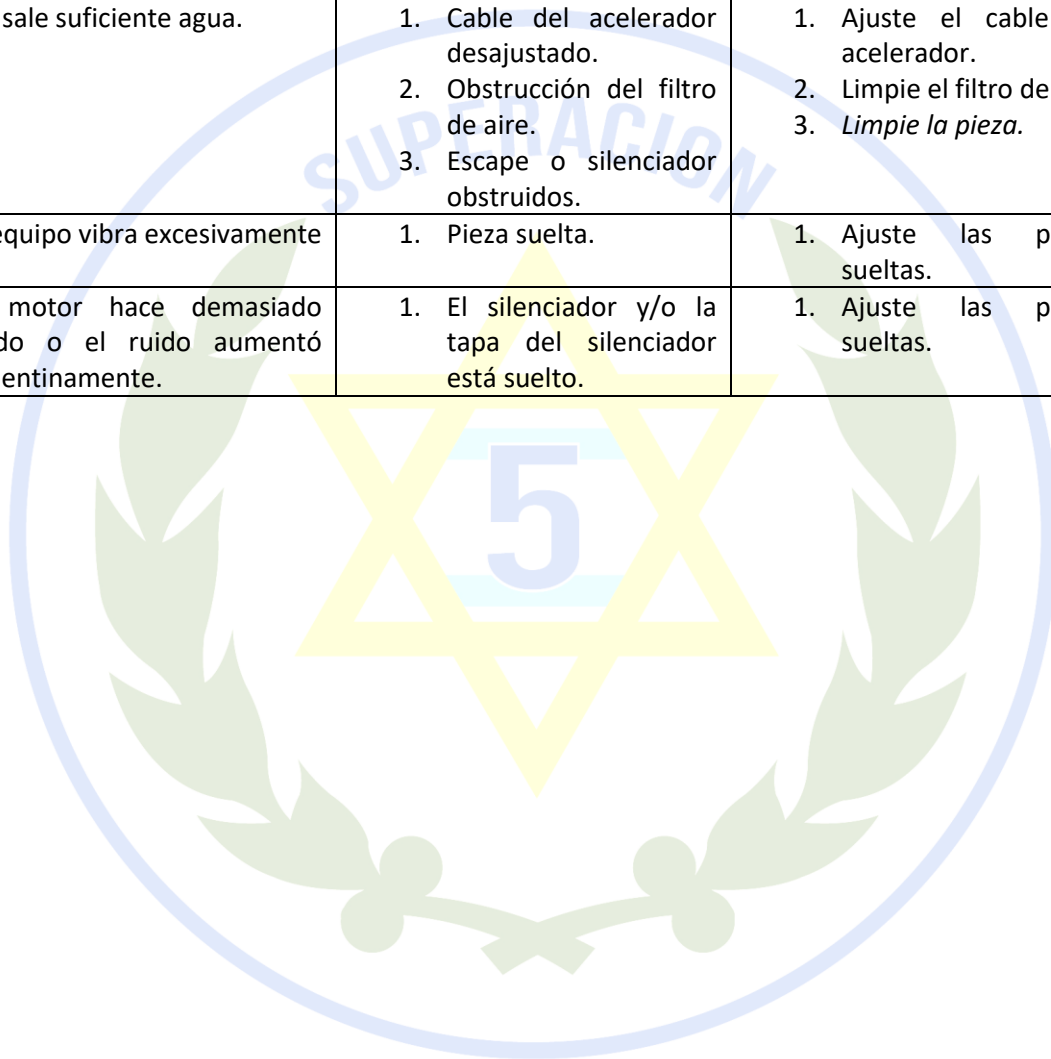 sale suficiente agua.
1. Cable del acelerador
desajustado.
2. Obstrucción del filtro
de aire.
3. Escape o silenciador
obstruidos.
1. Ajuste el cable
acelerador.
2. Limpie el filtro de
3. Limpie la pieza.
equipo vibra excesivamente
1. Pieza suelta.
1. Ajuste las p
sueltas.
motor hace demasiado
do o el ruido aumentó
entinamente.
1. El silenciador y/o la
tapa del silenciador
está suelto.
1. Ajuste las p
sueltas.
SUPERACION
5